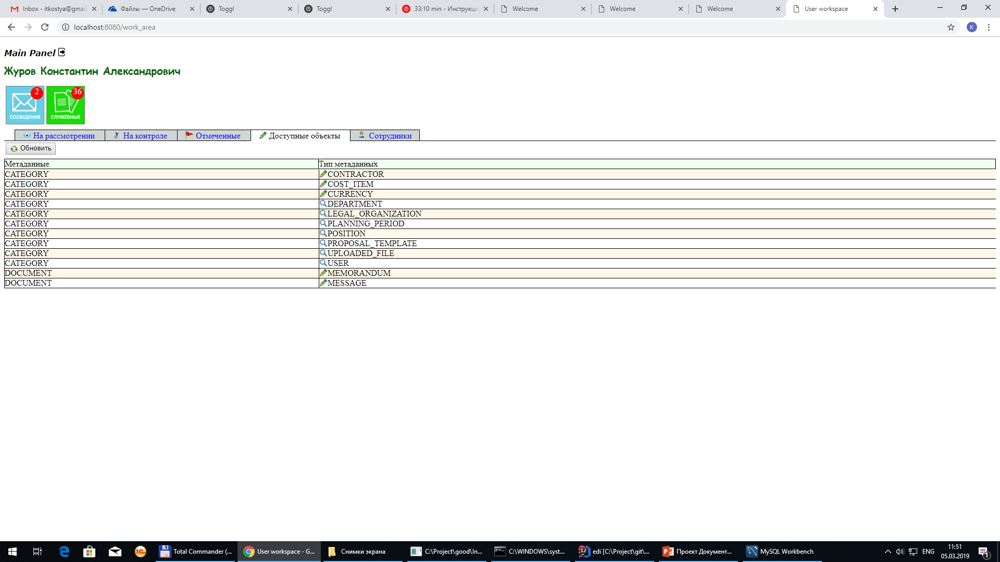 Inbox - itkostya@gmai
Файлы — OneDrive
Toggl
Toggl
33:10 min - Инструкци
Welcome
Welcome
Welcome
User workspace
localhost:8080/work_area
K
Main Panel
Журов Константин Александрович
2
СООБЩЕНИЯ
36
СЛУЖЕБНЫЕ
На рассмотрении
На контроле
Отмеченные
Доступные объекты
Сотрудники
Обновить
Метаданные Тип метаданных
CATEGORY CONTRACTOR
CATEGORY COST_ITEM
CATEGORY CURRENCY
CATEGORY DEPARTMENT
CATEGORY LEGAL_ORGANIZATION
CATEGORY PLANNING_PERIOD
CATEGORY POSITION
CATEGORY PROPOSAL_TEMPLATE
CATEGORY UPLOADED_FILE
CATEGORY USER
DOCUMENT MEMORANDUM
DOCUMENT MESSAGE
Total Commander (...
User workspace - G...
Снимки экрана
C:\Project\good\In...
C:\WINDOWS\syst...
edi [C:\Project\git\...
Проект Документ...
MySQL Workbench
ENG
11:51
05.03.2019
1